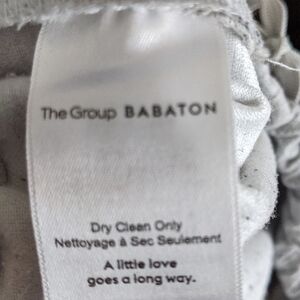 The Group BABATON
Dry Clean Only
Nettoyage à Sec Seulement
A little love
goes a long way.